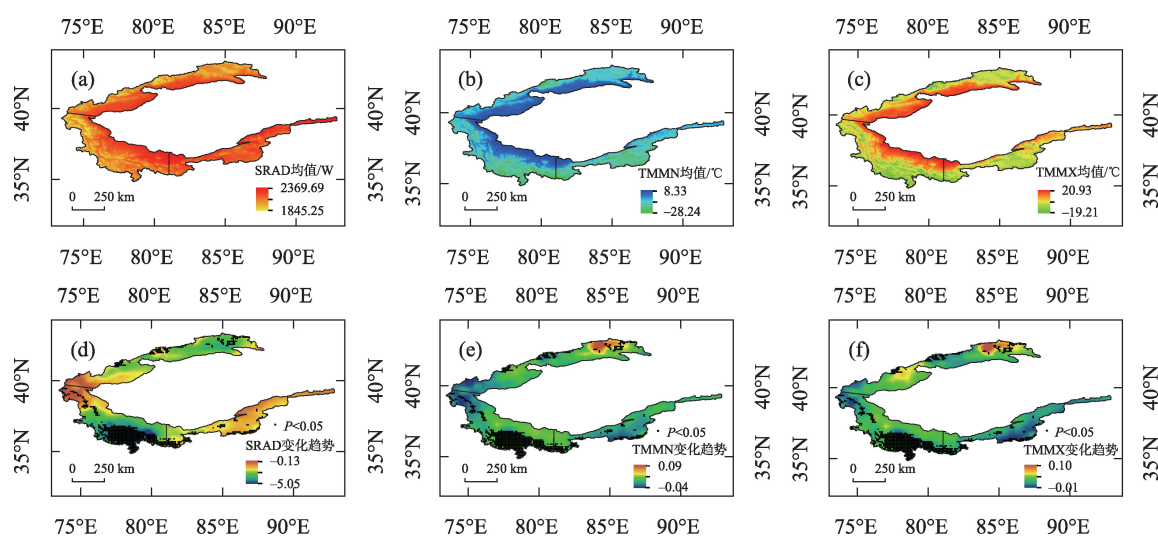 75°E 80°E 85°E 90°E 75°E 80°E 85°E 90°E 75°E 80°E 85°E 90°E
(a) (b) (c)
40°N 40°N 40°N 40°N
35°N 35°N 35°N 35°N
SRAD均值/W TMMN均值/℃ TMMX均值/℃
2369.69 8.33 20.93
1845.25 −28.24 −19.21
0 250 km 0 250 km 0 250 km
75°E 80°E 85°E 90°E 75°E 80°E 85°E 90°E 75°E 80°E 85°E 90°E
75°E 80°E 85°E 90°E 75°E 80°E 85°E 90°E 75°E 80°E 85°E 90°E
(d) (e) (f)
40°N 40°N 40°N 40°N
35°N 35°N 35°N 35°N
P<0.05 P<0.05 P<0.05
SRAD变化趋势 TMMN变化趋势 TMMX变化趋势
−0.13 0.09 0.10
−5.05 −0.04 −0.01
0 250 km 0 250 km 0 250 km
75°E 80°E 85°E 90°E 75°E 80°E 85°E 90°E 75°E 80°E 85°E 90°E